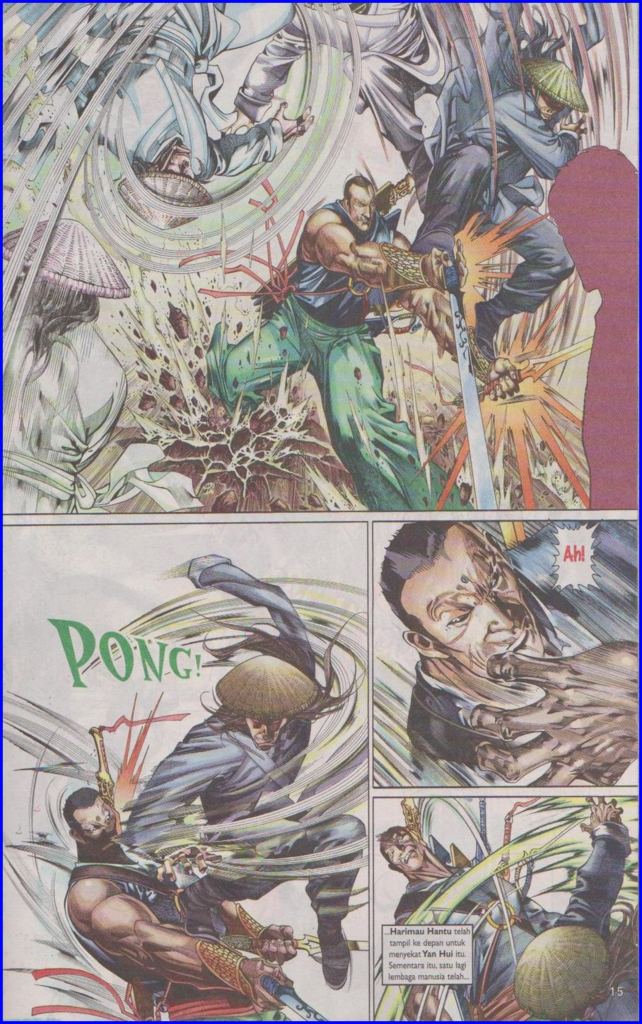 PONG!
Ah!
...Harimau Hantu telah
tampil ke depan untuk
menyekat Yan Hui itu.
Sementara itu, satu lagi
lembaga manusia telah...
15